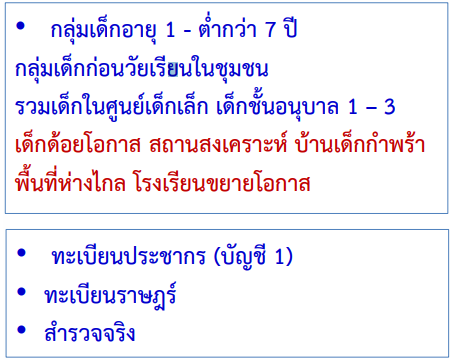 • กลุ่มเด็กอายุ 1 - ต่ำกว่า 7 ปี
กลุ่มเด็กก่อนวัยเรียนในชุมชน
รวมเด็กในศูนย์เด็กเล็ก เด็กชั้นอนุบาล 1 – 3
เด็กด้อยโอกาส สถานสงเคราะห์ บ้านเด็กกำพร้า
พื้นที่ห่างไกล โรงเรียนขยายโอกาส
• ทะเบียนประชากร (บัญชี 1)
• ทะเบียนราษฎร์
• สำรวจจริง